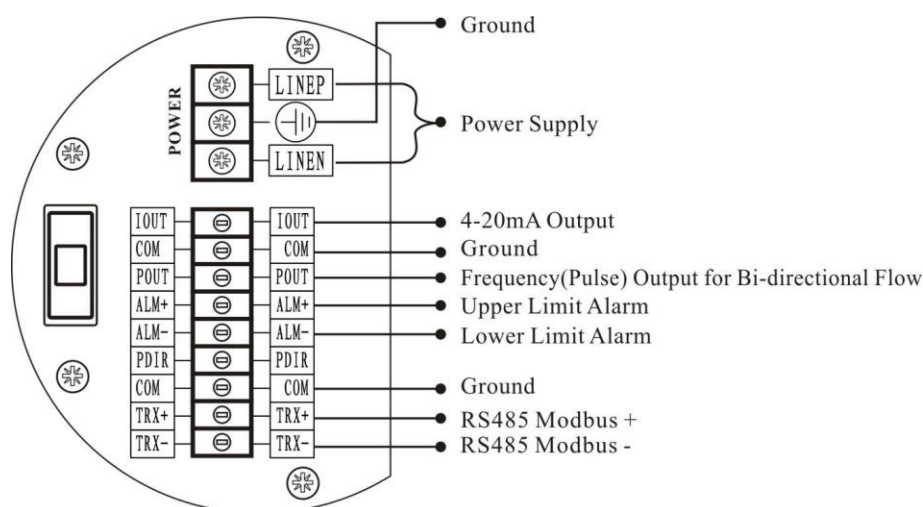 Ground
POWER
LINEP
LINEN
Power Supply
IOUT IOUT 4-20mA Output
COM COM Ground
POUT POUT Frequency(Pulse) Output for Bi-directional Flow
ALM+ ALM+ Upper Limit Alarm
ALM- ALM- Lower Limit Alarm
PDIR PDIR
COM COM Ground
TRX+ TRX+ RS485 Modbus +
TRX- TRX- RS485 Modbus -